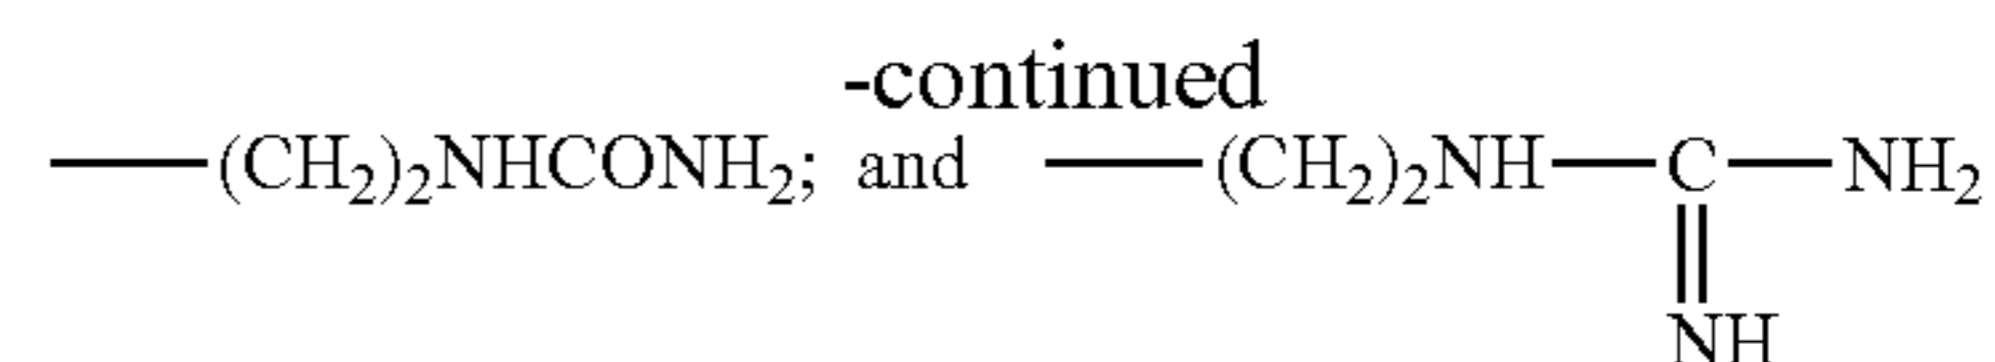 -continued
—(CH₂)₂NHCONH₂; and —(CH₂)₂NH—C—NH₂
NH